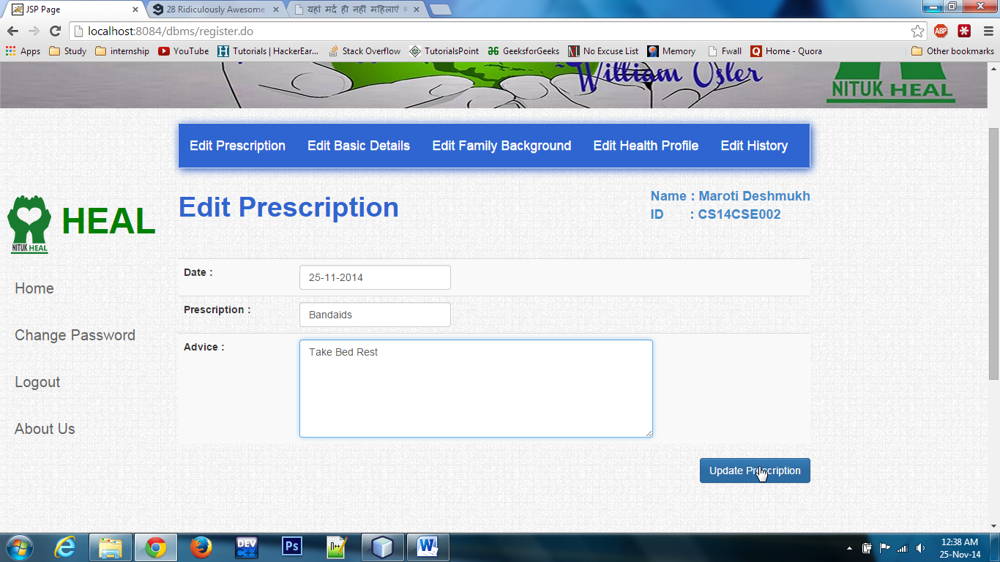 JSP Page
28 Ridiculously Awesome
यहां मर्द ही नहीं महिलाएं
localhost:8084/dbms/register.do
ABP
Apps
Study
internship
YouTube
Tutorials | HackerEar...
Stack Overflow
TutorialsPoint
GeeksforGeeks
No Excuse List
Memory
Fwall
Home - Quora
Other bookmarks
~William Osler
NITUK HEAL
Edit Prescription
Edit Basic Details
Edit Family Background
Edit Health Profile
Edit History
NITUK HEAL
HEAL
Edit Prescription
Name : Maroti Deshmukh
ID : CS14CSE002
Home
Change Password
Logout
About Us
Date :
25-11-2014
Prescription :
Bandaids
Advice :
Take Bed Rest
Update Prescription
DEV
C++
Ps
12:38 AM
25-Nov-14